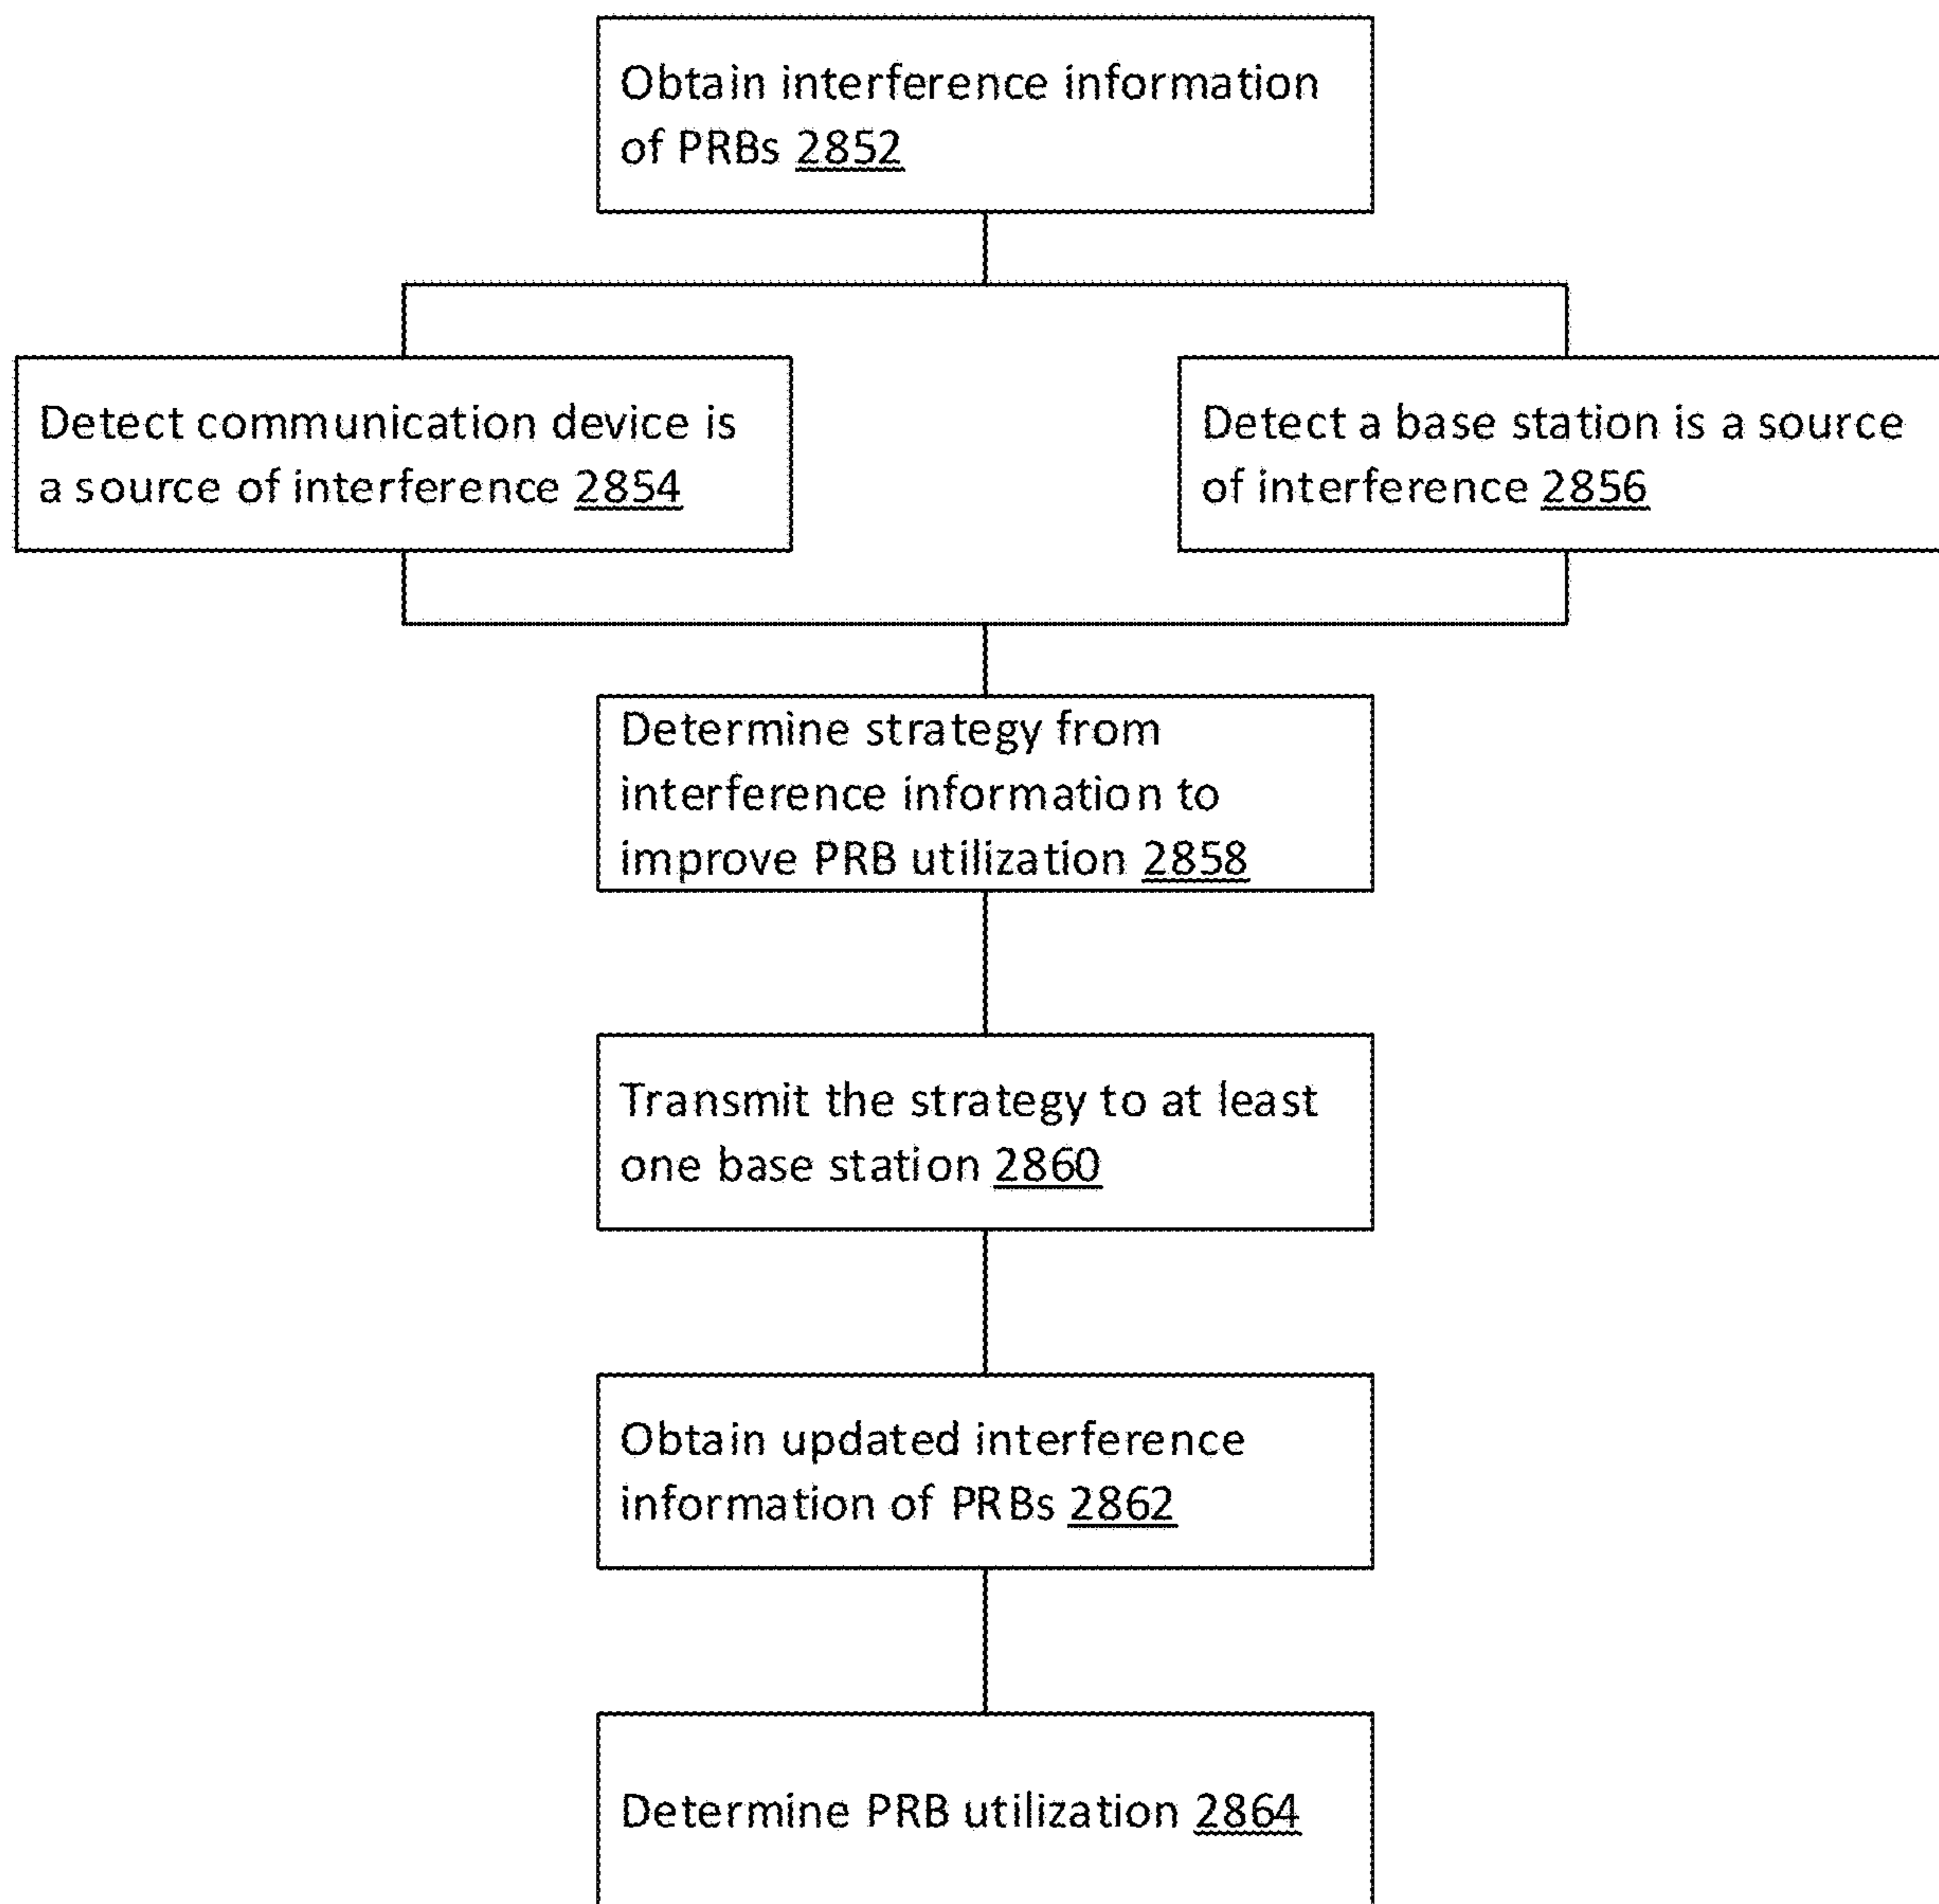 Obtain interference information
of PRBs 2852
Detect communication device is
a source of interference 2854
Detect a base station is a source
of interference 2856
Determine strategy from
interference information to
improve PRB utilization 2858
Transmit the strategy to at least
one base station 2860
Obtain updated interference
information of PRBs 2862
Determine PRB utilization 2864